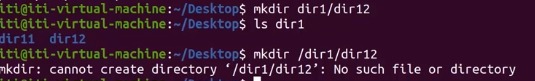 iti@iti-virtual-machine:~/Desktop$ mkdir dir1/dir12
iti@iti-virtual-machine:~/Desktop$ ls dir1
dir11  dir12
iti@iti-virtual-machine:~/Desktop$ mkdir /dir1/dir12
mkdir: cannot create directory ‘/dir1/dir12’: No such file or directory